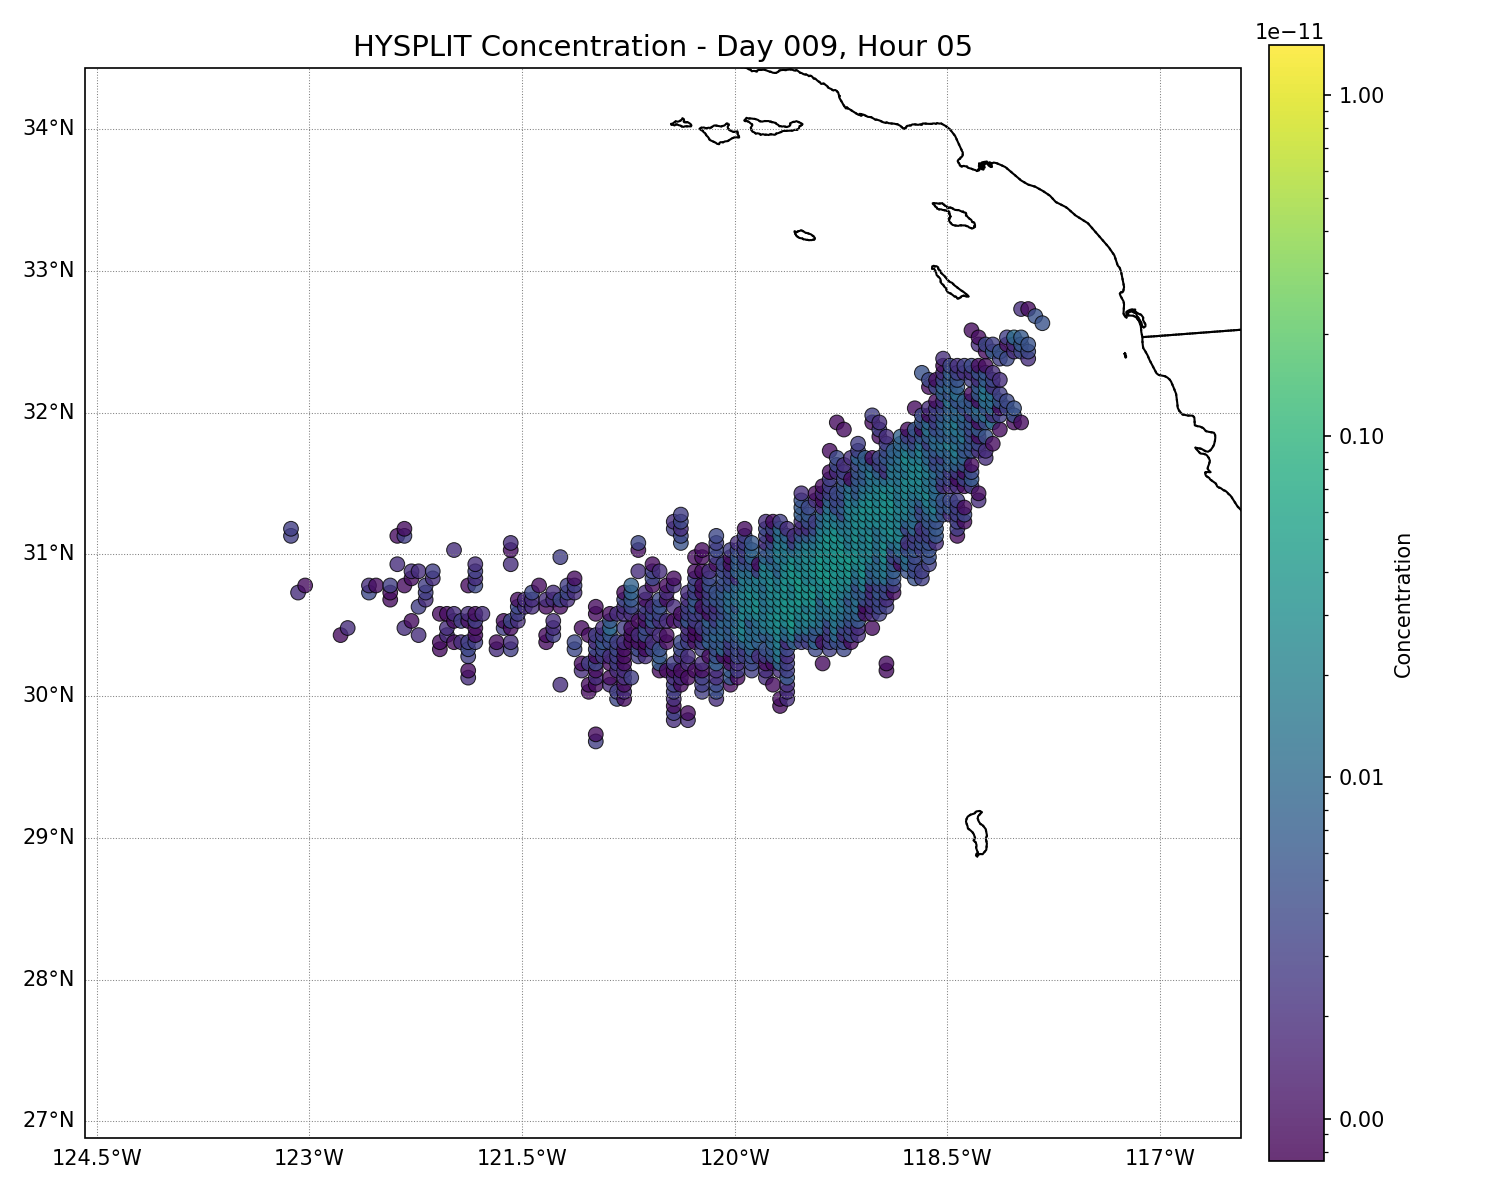 HYSPLIT Concentration - Day 009, Hour 05
1e−11
34°N
33°N
32°N
31°N
30°N
29°N
28°N
27°N
124.5°W
123°W
121.5°W
120°W
118.5°W
117°W
1.00
0.10
0.01
0.00
Concentration